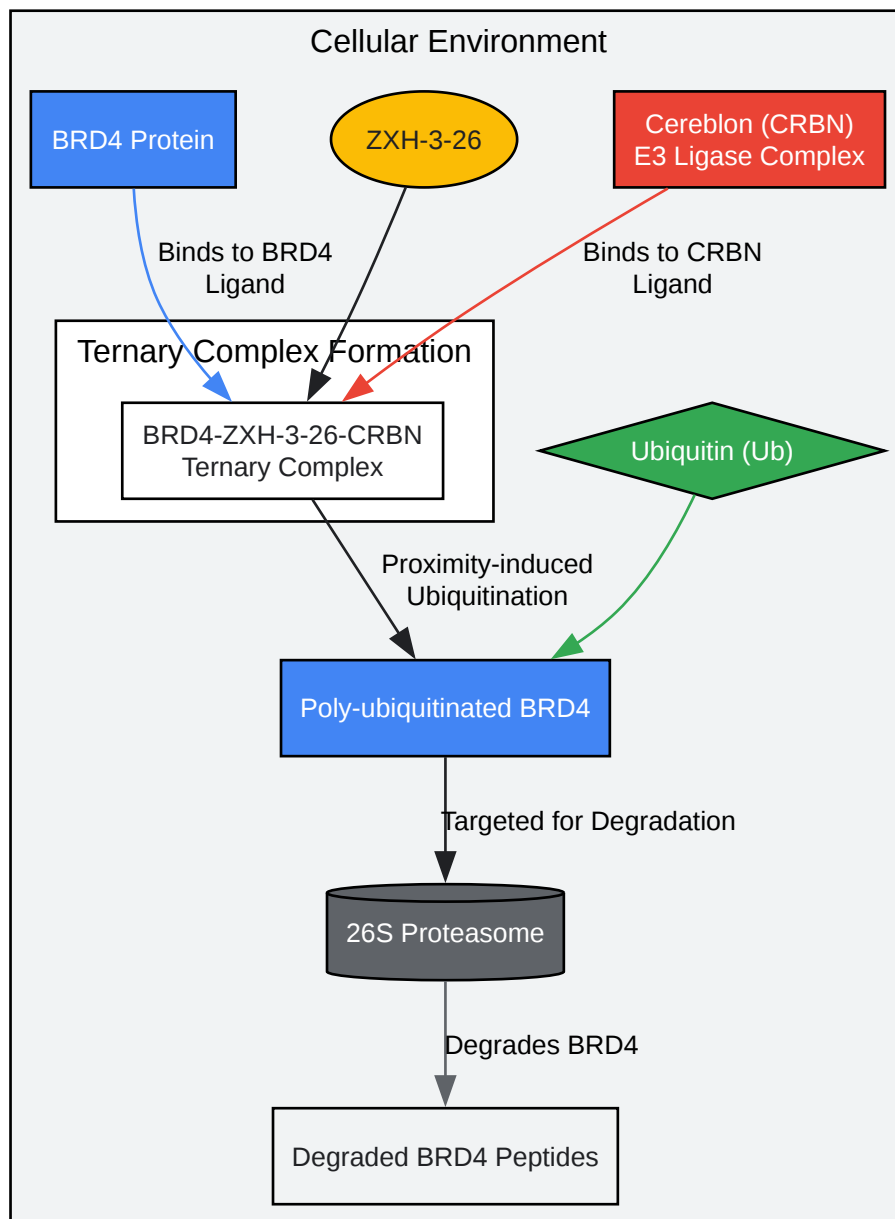 Cellular Environment
BRD4 Protein
ZXH-3-26
Cereblon (CRBN)
E3 Ligase Complex
Binds to BRD4
Ligand
Binds to CRBN
Ligand
Ternary Complex Formation
BRD4-ZXH-3-26-CRBN
Ternary Complex
Ubiquitin (Ub)
Proximity-induced
Ubiquitination
Poly-ubiquitinated BRD4
Targeted for Degradation
26S Proteasome
Degrades BRD4
Degraded BRD4 Peptides